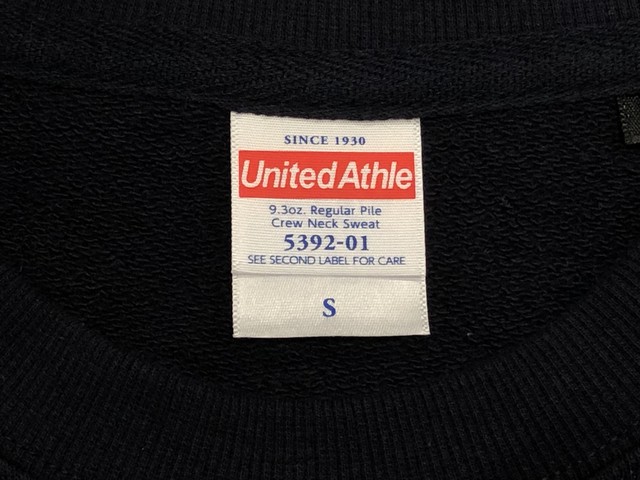 SINCE 1930
United Athle
9.3oz. Regular Pile
Crew Neck Sweat
5392-01
SEE SECOND LABEL FOR CARE
S